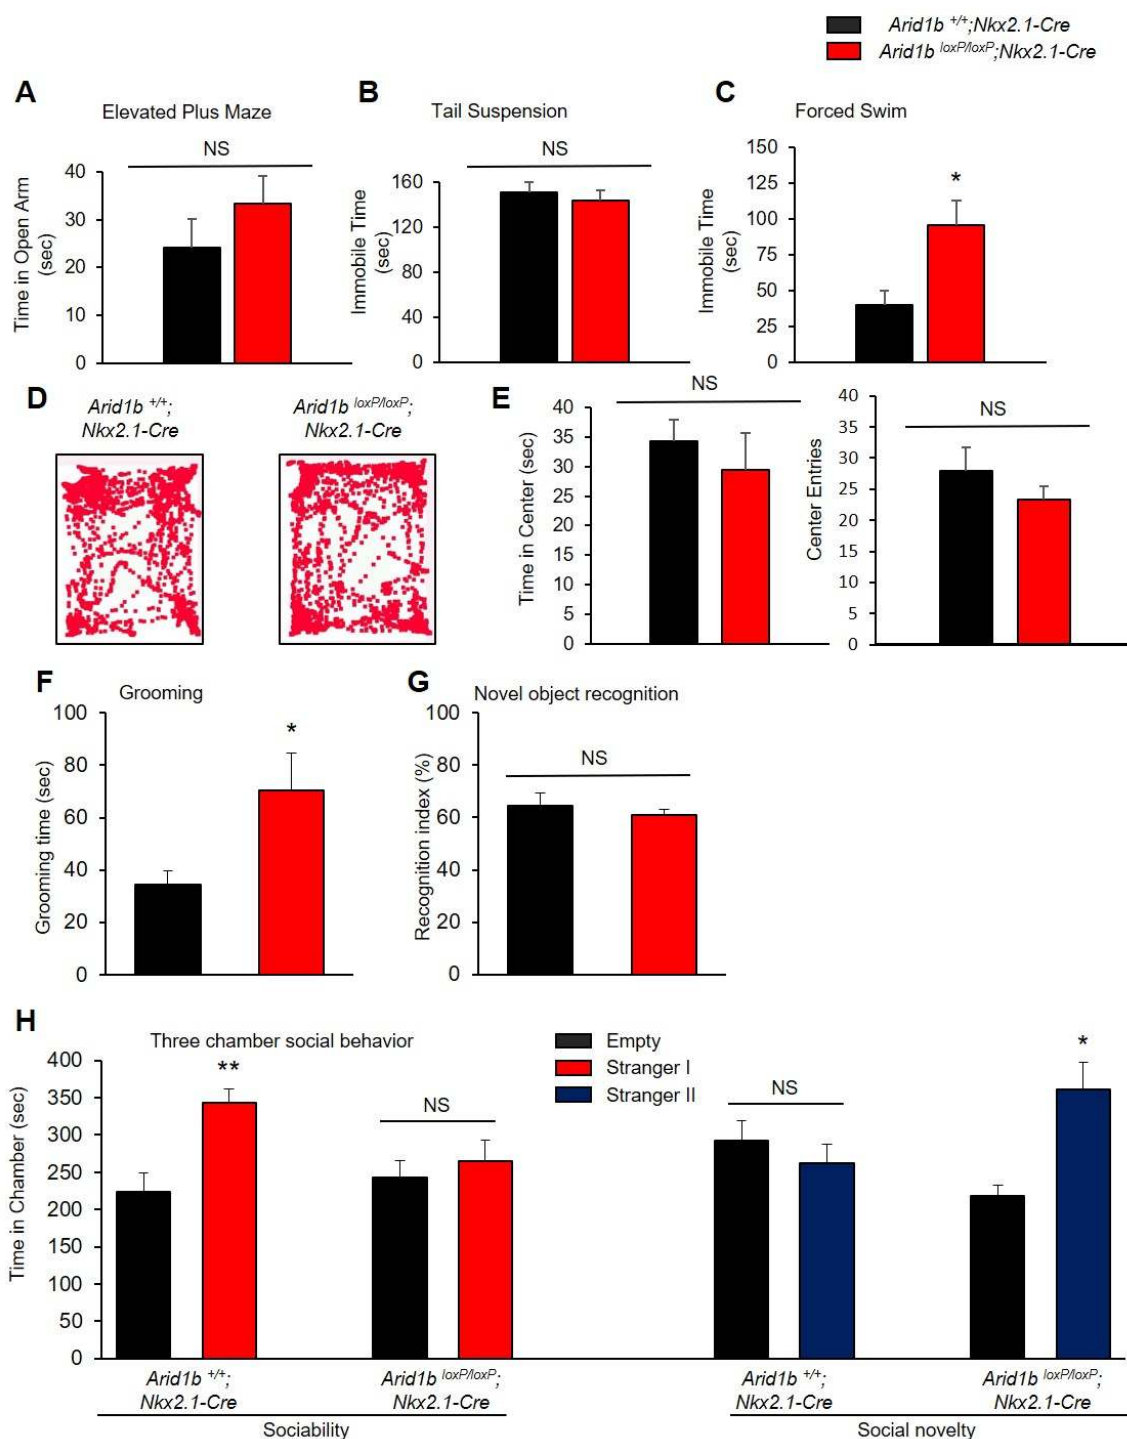 Arid1b +/+;Nkx2.1-Cre
Arid1b loxP/loxP;Nkx2.1-Cre
A
Elevated Plus Maze
NS
Time in Open Arm
(sec)
40
30
20
10
0
B
Tail Suspension
NS
Immobile Time
(sec)
160
120
80
40
0
C
Forced Swim
*
Immobile Time
(sec)
150
125
100
75
50
25
0
D
Arid1b +/+;
Nkx2.1-Cre
Arid1b loxP/loxP;
Nkx2.1-Cre
E
NS
Time in Center (sec)
40
35
30
25
20
15
10
5
0
NS
Center Entries
40
35
30
25
20
15
10
5
0
F
Grooming
*
Grooming time (sec)
100
80
60
40
20
0
G
Novel object recognition
NS
Recognition index (%)
100
80
60
40
20
0
H
Three chamber social behavior
Empty
Stranger I
Stranger II
Time in Chamber (sec)
400
350
300
250
200
150
100
50
0
**
NS
NS
*
Arid1b +/+;
Nkx2.1-Cre
Arid1b loxP/loxP;
Nkx2.1-Cre
Arid1b +/+;
Nkx2.1-Cre
Arid1b loxP/loxP;
Nkx2.1-Cre
Sociability
Social novelty